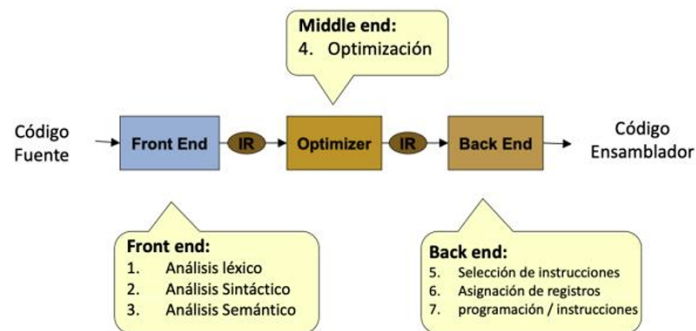 Middle end:
4. Optimización
Código
Fuente
Front End
IR
Optimizer
IR
Back End
Código
Ensamblador
Front end:
1. Análisis léxico
2. Análisis Sintáctico
3. Análisis Semántico
Back end:
5. Selección de instrucciones
6. Asignación de registros
7. programación / instrucciones